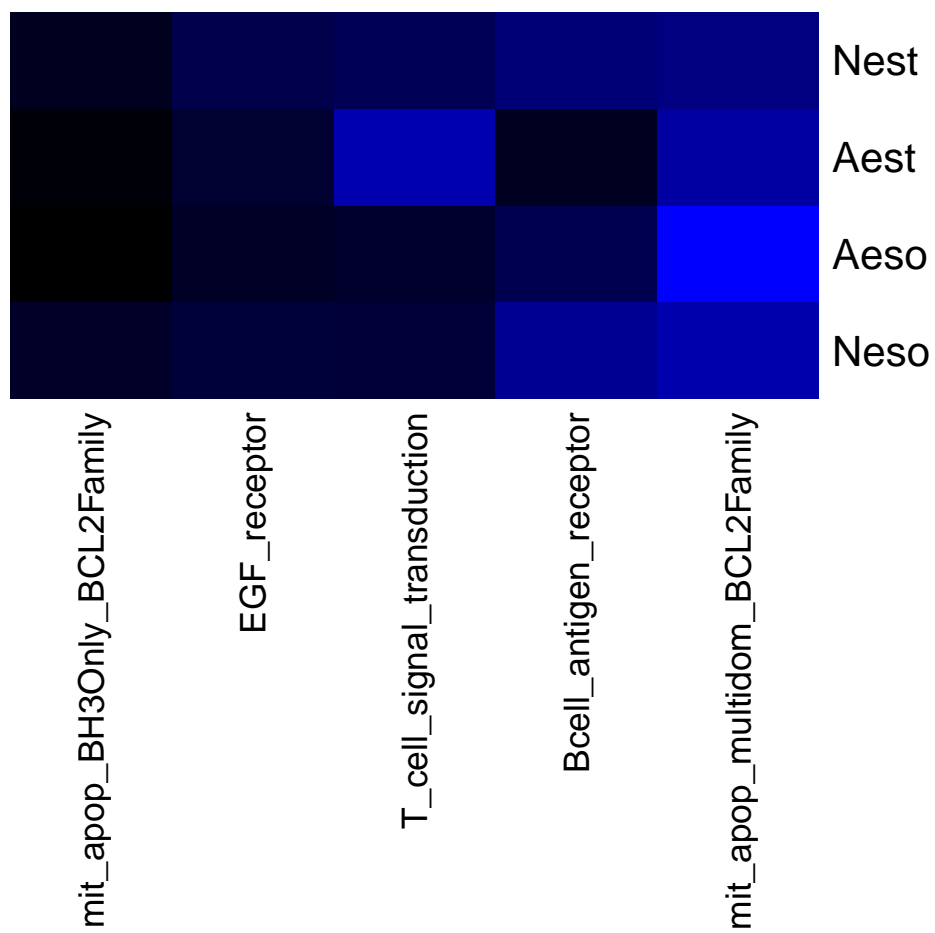 Nest
Aest
Aeso
Neso
mit_apop_BH3Only_BCL2Family
EGF_receptor
T_cell_signal_transduction
Bcell_antigen_receptor
mit_apop_multidom_BCL2Family